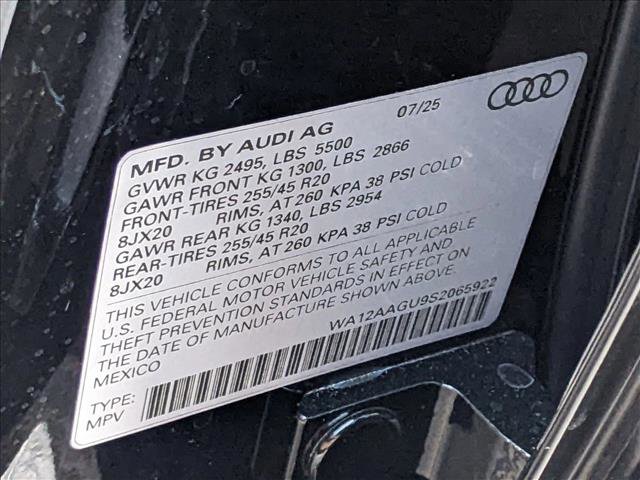 07/25
MFD. BY AUDI AG
GVWR KG 2495, LBS 5500
GAWR FRONT KG 1300, LBS 2866
FRONT-TIRES 255/45 R20
8JX20 RIMS, AT 260 KPA 38 PSI COLD
GAWR REAR KG 1340, LBS 2954
REAR-TIRES 255/45 R20
8JX20 RIMS, AT 260 KPA 38 PSI COLD
THIS VEHICLE CONFORMS TO ALL APPLICABLE
U.S. FEDERAL MOTOR VEHICLE SAFETY AND
THEFT PREVENTION STANDARDS IN EFFECT ON
THE DATE OF MANUFACTURE SHOWN ABOVE.
MEXICO
WA12AAGU9S2065922
TYPE:
MPV